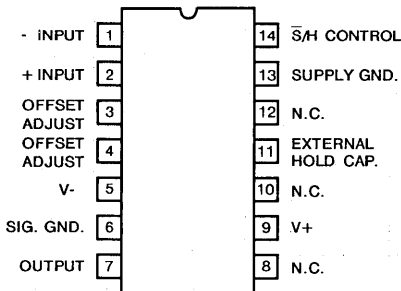 - iNPUT 1
+ INPUT 2
OFFSET
ADJUST 3
OFFSET
ADJUST 4
V- 5
SIG. GND. 6
OUTPUT 7
14 S̅/H CONTROL
13 SUPPLY GND.
12 N.C.
11 EXTERNAL
HOLD CAP.
10 N.C.
9 V+
8 N.C.